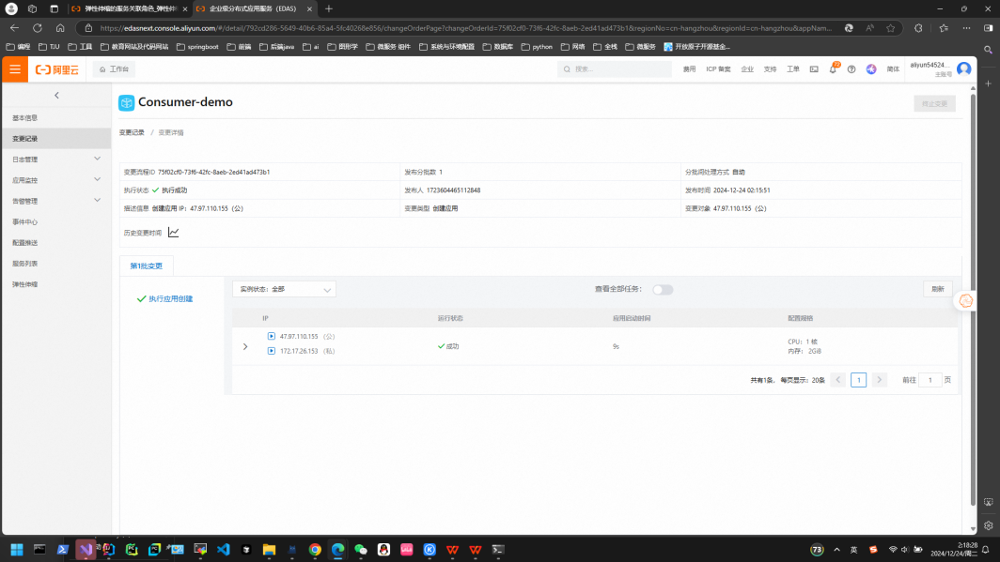 弹性伸缩的服务关联角色_弹性伸
企业级分布式应用服务（EDAS）
https://edasnext.console.aliyun.com/#/detail/792cd286-5649-40b6-85a4-5fc40268e856/changeOrderPage?changeOrderId=75f02cf0-73f6-42fc-8aeb-2ed41ad473b1&regionNo=cn-hangzhou&regionId=cn-hangzhou&appNam...
编程 TJU 工具 教育网站及代码网站 springboot 前端 后端java ai 图形学 微服务 组件 系统与环境配置 数据库 python 网络 全栈 微服务 开放原子开源基金...
阿里云
工作台
搜索...
费用 ICP 备案 企业 支持 工单 简体
aliyun54524...
主账号
Consumer-demo
终止变更
基本信息
变更记录
日志管理
应用监控
告警管理
事件中心
配置推送
服务列表
弹性伸缩
变更记录 / 变更详情
变更流程ID 75f02cf0-73f6-42fc-8aeb-2ed41ad473b1
发布分批数 1
分批间处理方式 自动
执行状态 执行成功
发布人 1723604465112848
发布时间 2024-12-24 02:15:51
描述信息 创建应用 IP：47.97.110.155（公）
变更类型 创建应用
变更对象 47.97.110.155（公）
历史变更时间
第1批变更
执行应用创建
实例状态：全部
查看全部任务：
刷新
IP 运行状态 应用启动时间 配置规格
47.97.110.155 （公）
172.17.26.153 （私）
成功
9s
CPU：1 核
内存： 2GiB
共有1条， 每页显示：20条
1
前往 1 页
73
英
2:18:28
2024/12/24/周二